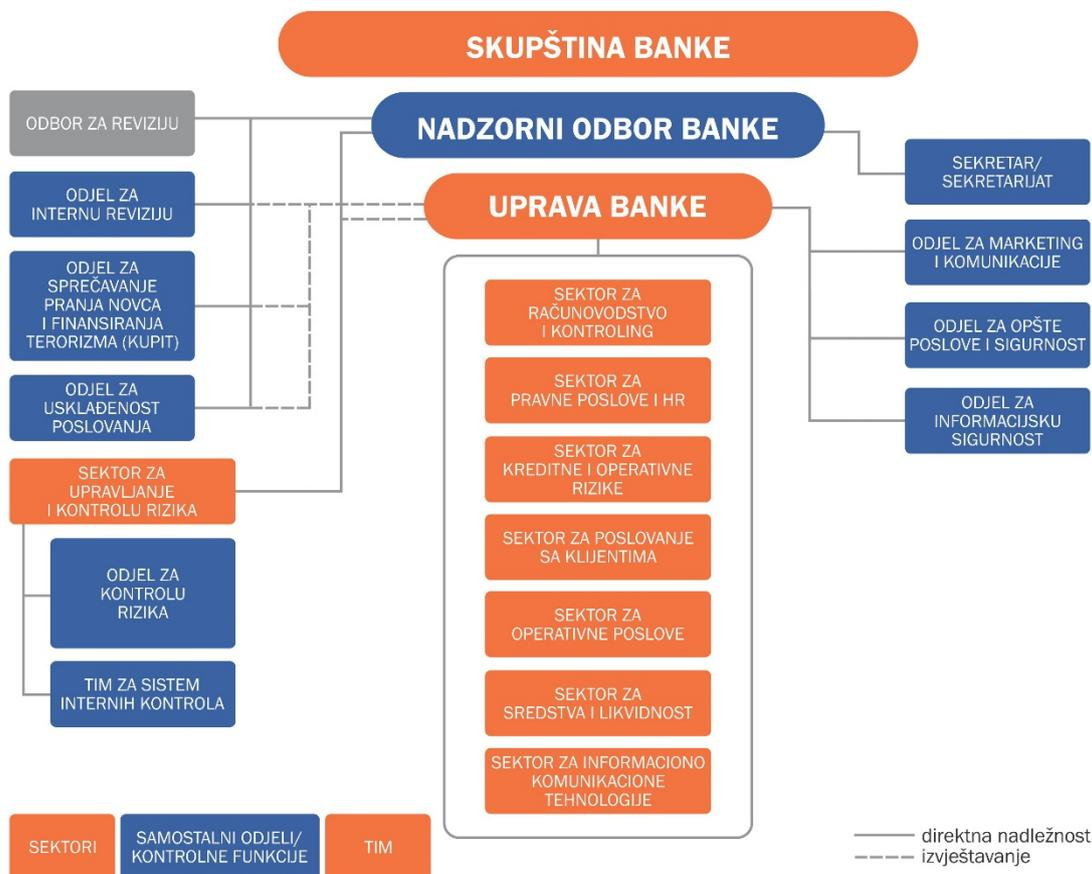 SKUPŠTINA BANKE
NADZORNI ODBOR BANKE
UPRAVA BANKE
ODBOR ZA REVIZIJU
ODJEL ZA
INTERNU REVIZIJU
ODJEL ZA
SPREČAVANJE
PRANJA NOVCA
I FINANSIRANJA
TERORIZMA (KUPIT)
ODJEL ZA
USKLAĐENOST
POSLOVANJA
SEKTOR ZA
UPRAVLJANJE
I KONTROLU RIZIKA
ODJEL ZA
KONTROLU
RIZIKA
TIM ZA SISTEM
INTERNIH KONTROLA
SEKTOR ZA
RAČUNOVODSTVO
I KONTROLING
SEKTOR ZA
PRAVNE POSLOVE I HR
SEKTOR ZA
KREDITNE I OPERATIVNE
RIZIKE
SEKTOR ZA POSLOVANJE
SA KLIJENTIMA
SEKTOR ZA
OPERATIVNE POSLOVE
SEKTOR ZA
SREDSTVA I LIKVIDNOST
SEKTOR ZA INFORMACIONO
KOMUNIKACIONE
TEHNOLOGIJE
SEKRETAR/
SEKRETARIJAT
ODJEL ZA MARKETING
I KOMUNIKACIJE
ODJEL ZA OPŠTE
POSLOVE I SIGURNOST
ODJEL ZA
INFORMACIJSKU
SIGURNOST
SEKTORI
SAMOSTALNI ODJELI/
KONTROLNE FUNKCIJE
TIM
direktna nadležnost
izvještavanje